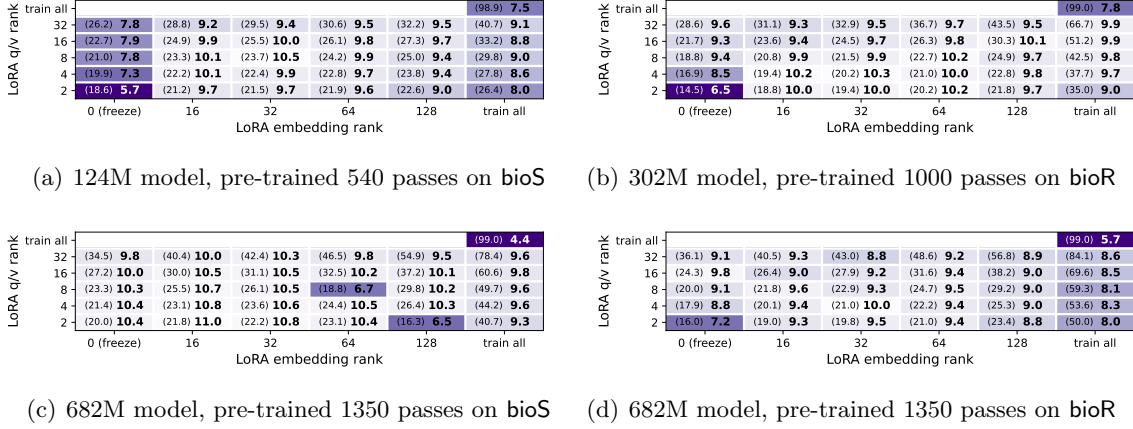 train all (98.9) 7.5
32 (26.2) 7.8 (28.8) 9.2 (29.5) 9.4 (30.6) 9.5 (32.2) 9.5 (40.7) 9.1
16 (22.7) 7.9 (24.9) 9.9 (25.5) 10.0 (26.1) 9.8 (27.3) 9.7 (33.2) 8.8
8 (21.0) 7.8 (23.3) 10.1 (23.7) 10.5 (24.2) 9.9 (25.0) 9.4 (29.8) 9.0
4 (19.9) 7.3 (22.2) 10.1 (22.4) 9.9 (22.8) 9.7 (23.8) 9.4 (27.8) 8.6
2 (18.6) 5.7 (21.2) 9.7 (21.5) 9.7 (21.9) 9.6 (22.6) 9.0 (26.4) 8.0
0 (freeze) 16 32 64 128 train all
LoRA embedding rank
LoRA q/v rank
(a) 124M model, pre-trained 540 passes on bioS
train all (99.0) 7.8
32 (28.6) 9.6 (31.1) 9.3 (32.9) 9.5 (36.7) 9.7 (43.5) 9.5 (66.7) 9.9
16 (21.7) 9.3 (23.6) 9.4 (24.5) 9.7 (26.3) 9.8 (30.3) 10.1 (51.2) 9.9
8 (18.8) 9.4 (20.8) 9.9 (21.5) 9.9 (22.7) 10.2 (24.9) 9.7 (42.5) 9.8
4 (16.9) 8.5 (19.4) 10.2 (20.2) 10.3 (21.0) 10.0 (22.8) 9.8 (37.7) 9.7
2 (14.5) 6.5 (18.8) 10.0 (19.4) 10.0 (20.2) 10.2 (21.8) 9.7 (35.0) 9.0
0 (freeze) 16 32 64 128 train all
LoRA embedding rank
LoRA q/v rank
(b) 302M model, pre-trained 1000 passes on bioR
train all (99.0) 4.4
32 (34.5) 9.8 (40.4) 10.0 (42.4) 10.3 (46.5) 9.8 (54.9) 9.5 (78.4) 9.6
16 (27.2) 10.0 (30.0) 10.5 (31.1) 10.5 (32.5) 10.2 (37.2) 10.1 (60.6) 9.8
8 (23.3) 10.3 (25.5) 10.7 (26.1) 10.5 (18.8) 6.7 (29.8) 10.2 (49.7) 9.6
4 (21.4) 10.4 (23.1) 10.8 (23.6) 10.6 (24.4) 10.5 (26.4) 10.3 (44.2) 9.6
2 (20.0) 10.4 (21.8) 11.0 (22.2) 10.8 (23.1) 10.4 (16.3) 6.5 (40.7) 9.3
0 (freeze) 16 32 64 128 train all
LoRA embedding rank
LoRA q/v rank
(c) 682M model, pre-trained 1350 passes on bioS
train all (99.0) 5.7
32 (36.1) 9.1 (40.5) 9.3 (43.0) 8.8 (48.6) 9.2 (56.8) 8.9 (84.1) 8.6
16 (24.3) 9.8 (26.4) 9.0 (27.9) 9.2 (31.6) 9.4 (38.2) 9.0 (69.6) 8.5
8 (20.0) 9.1 (21.8) 9.6 (22.9) 9.3 (24.7) 9.5 (29.2) 9.0 (59.3) 8.1
4 (17.9) 8.8 (20.1) 9.4 (21.0) 10.0 (22.2) 9.4 (25.3) 9.0 (53.6) 8.3
2 (16.0) 7.2 (19.0) 9.3 (19.8) 9.5 (21.0) 9.4 (23.4) 8.8 (50.0) 8.0
0 (freeze) 16 32 64 128 train all
LoRA embedding rank
LoRA q/v rank
(d) 682M model, pre-trained 1350 passes on bioR